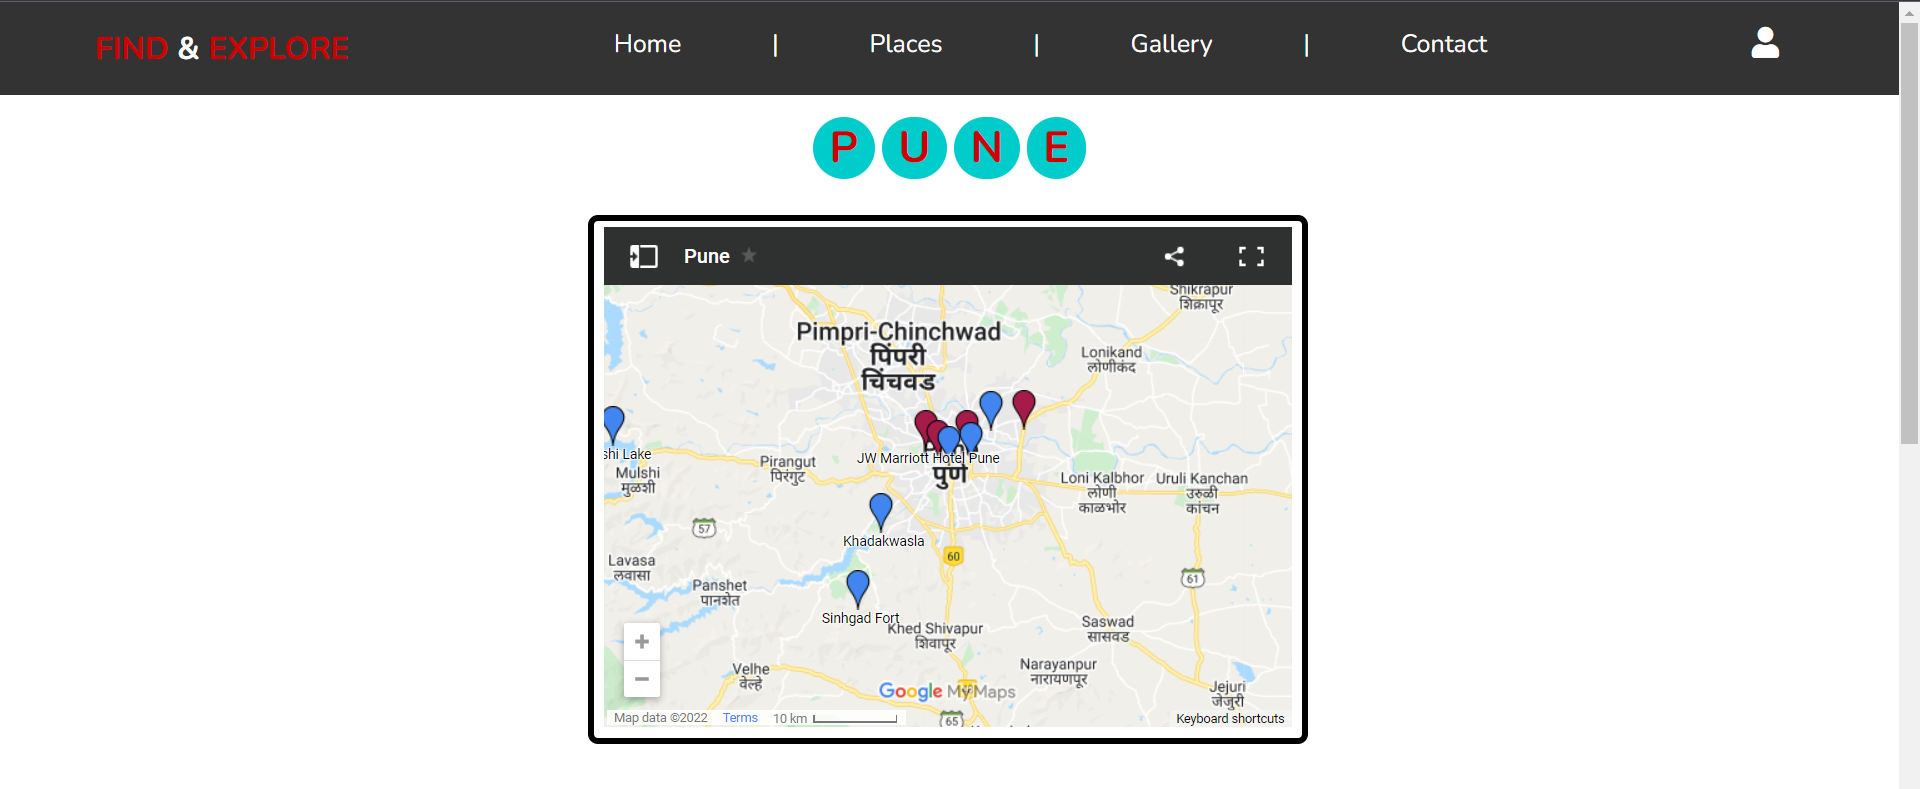 FIND & EXPLORE
Home | Places | Gallery | Contact
P U N E
Pune
Shikrapur
शिक्रापूर
Pimpri-Chinchwad
पिंपरी
चिंचवड
Lonikand
लोणीकंद
shi Lake
JW Marriott Hotel Pune
पुणे
Mulshi
मुळशी
Pirangut
पिरंगुट
Loni Kalbhor
लोणी
काळभोर
Uruli Kanchan
उरुळी
कांचन
57
Khadakwasla
60
Lavasa
लवासा
Panshet
पानशेत
61
Sinhgad Fort
Khed Shivapur
शिवापूर
Saswad
सासवड
Velhe
वेल्हे
Narayanpur
नारायणपूर
Jejuri
जेजुरी
Google My Maps
65
Map data ©2022 Terms 10 km
Keyboard shortcuts